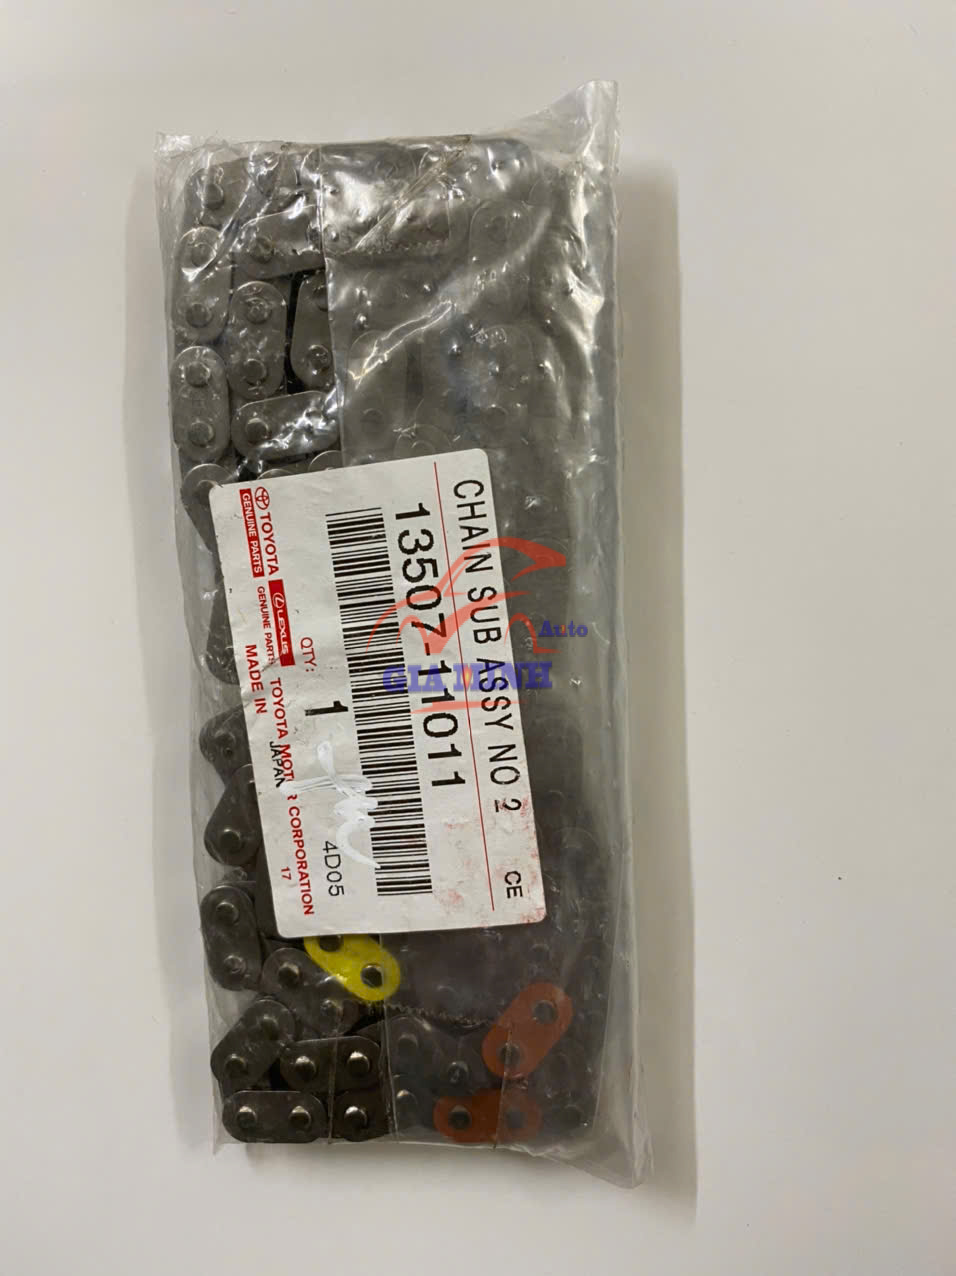 CHAIN SUB ASSY NO 2
CE
13507-11011
QTY:
1
4D05
TOYOTA
GENUINE PARTS
LEXUS
GENUINE PARTS
TOYOTA MOTOR CORPORATION
MADE IN
JAPAN
17
Auto
GIA MINH